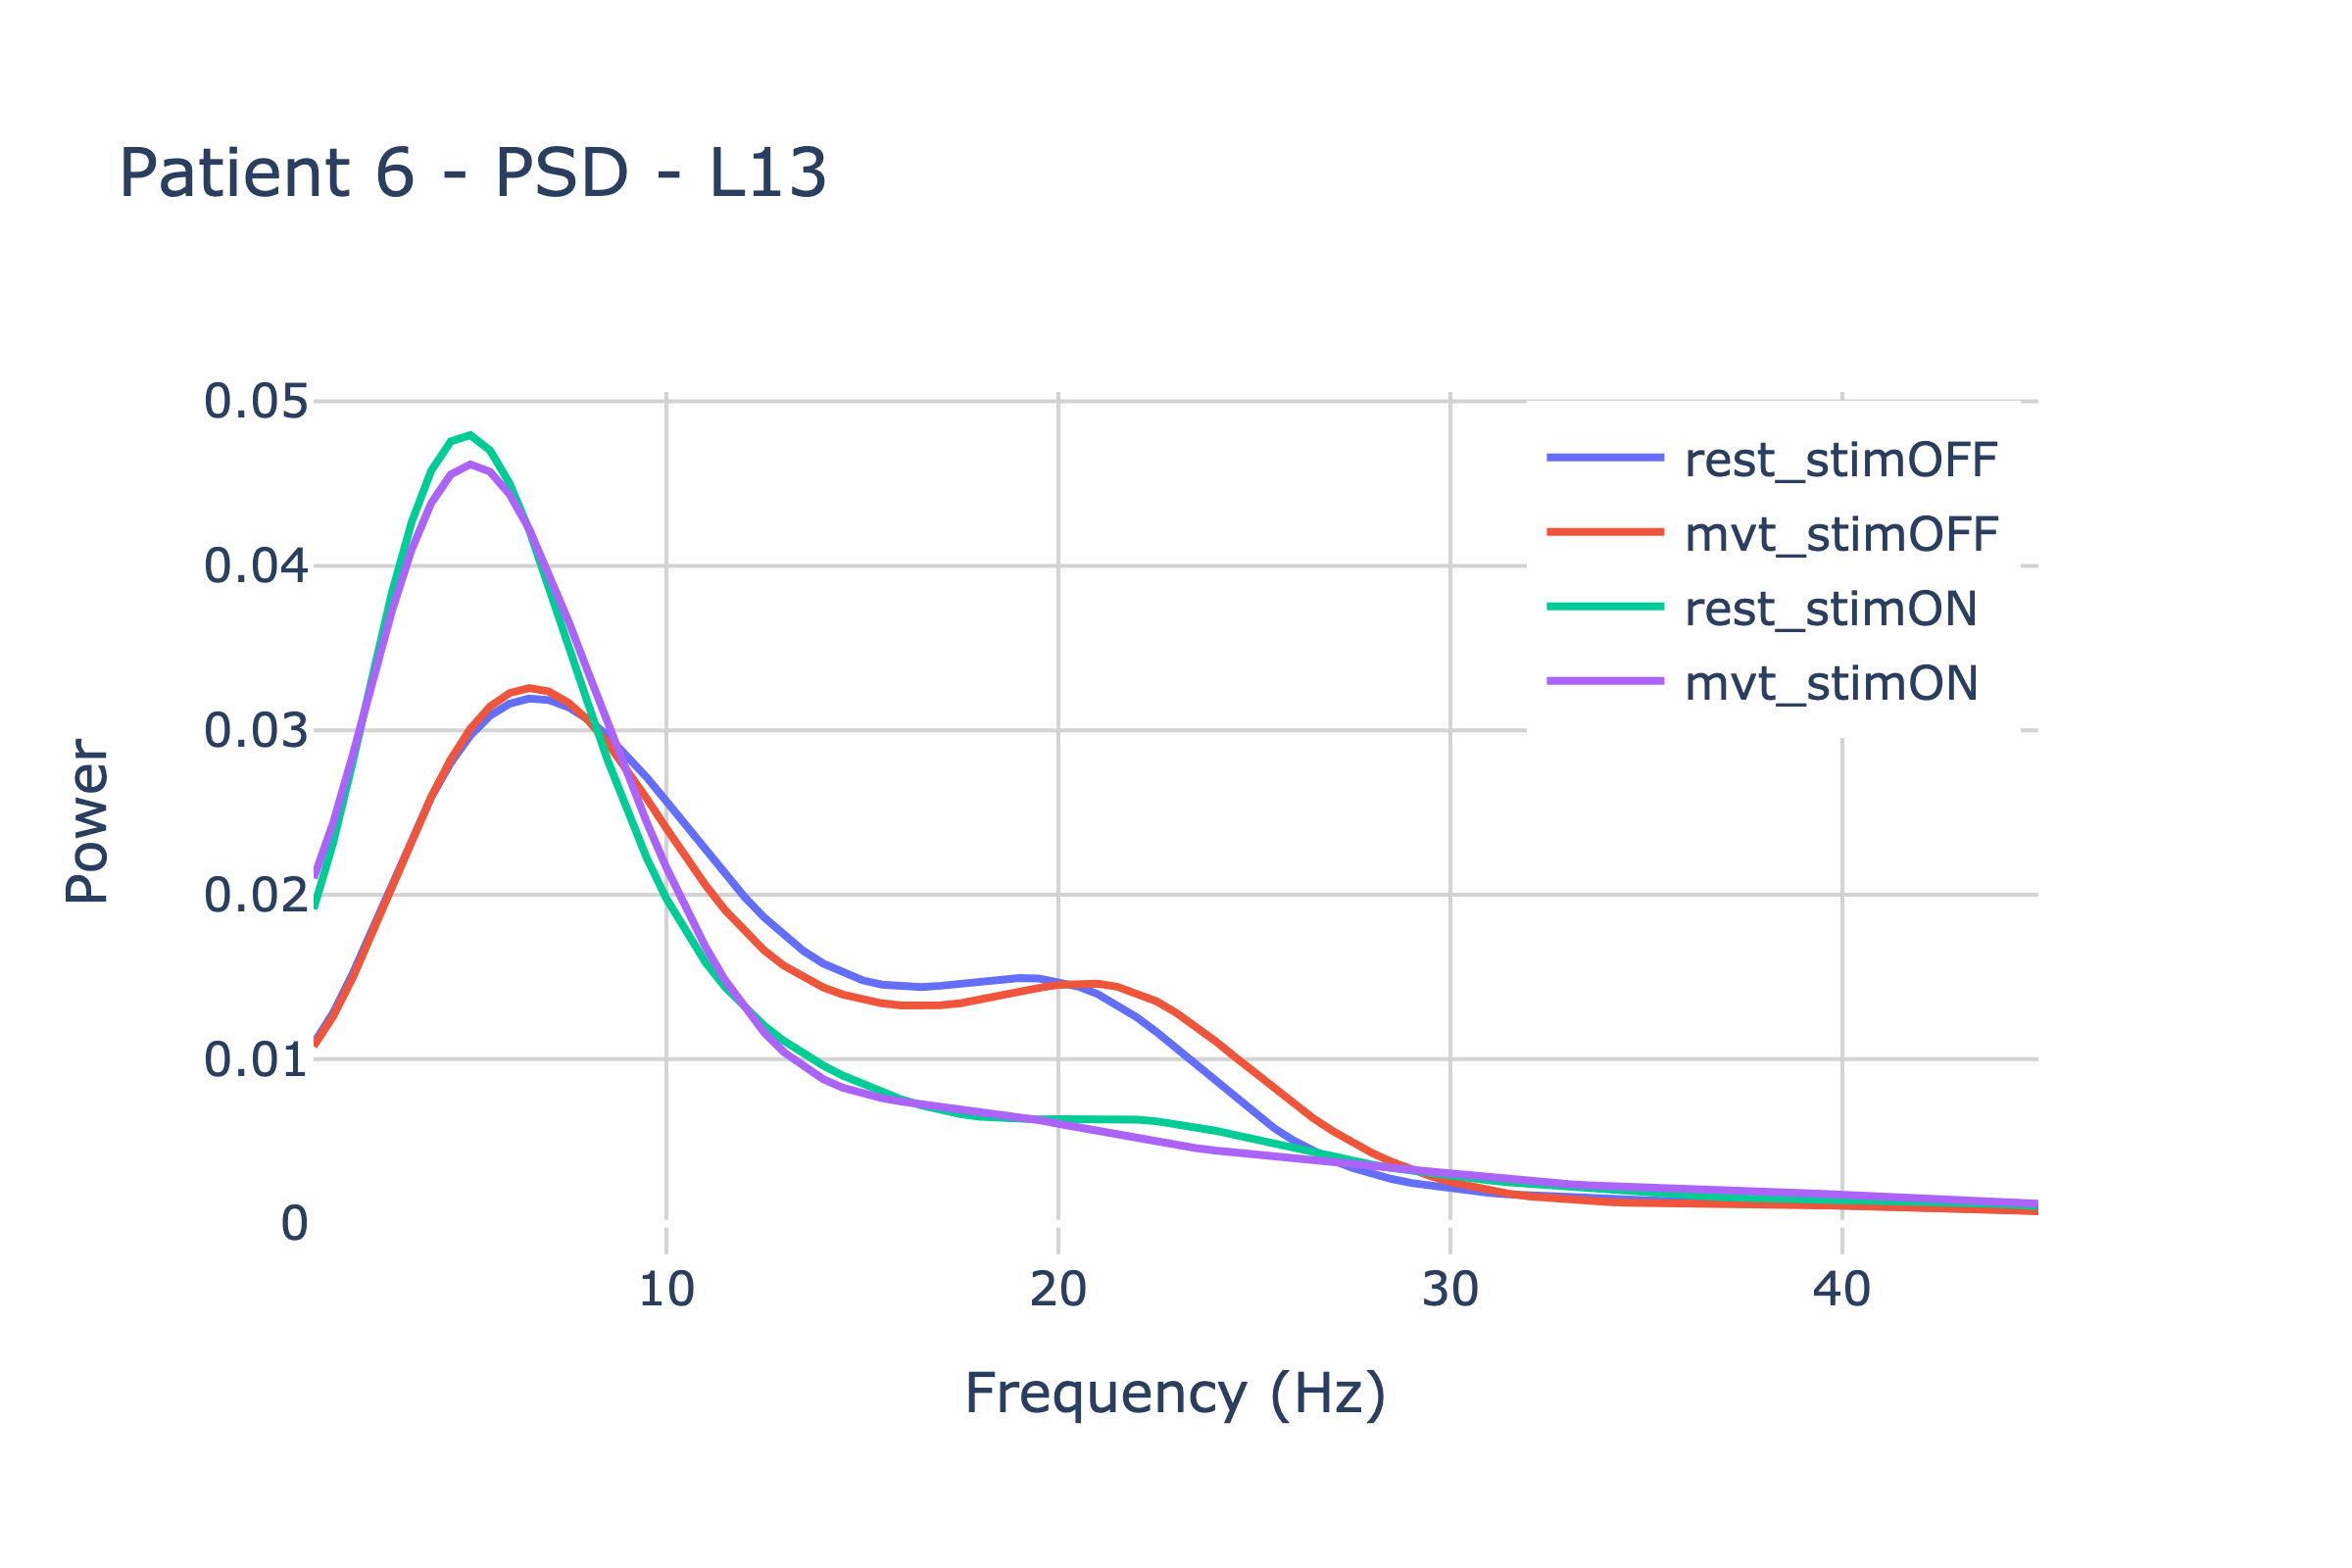 Patient 6 - PSD - L13
0.05
0.04
0.03
0.02
0.01
0
Power
10 20 30 40
Frequency (Hz)
rest_stimOFF
mvt_stimOFF
rest_stimON
mvt_stimON